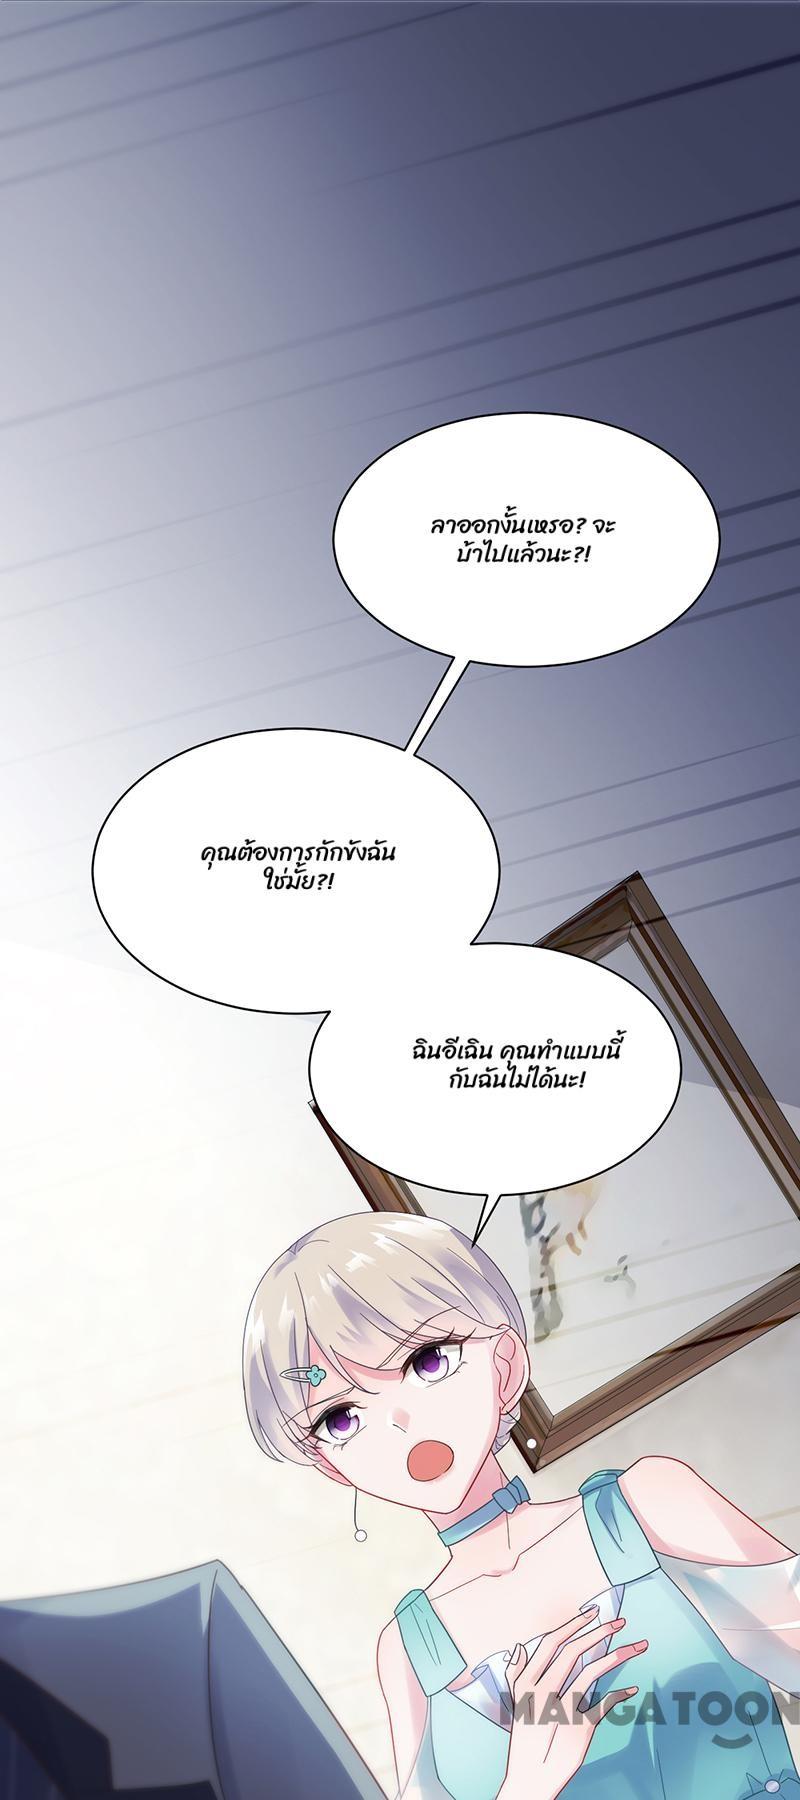 ลาออกงั้นเหรอ? จะ
บ้าไปแล้วนะ?!
คุณต้องการกักขังฉัน
ใช่มั้ย?!
ฉินอีเฉิน คุณทำแบบนี้
กับฉันไม่ได้นะ!
MANGATOON